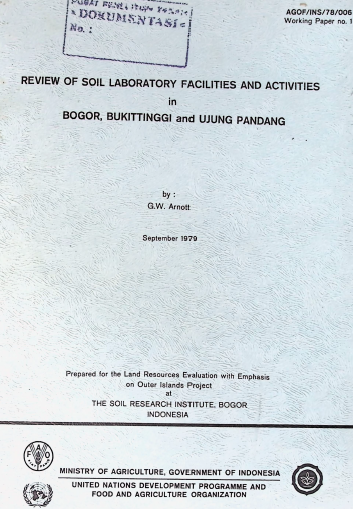 DOKUMENTASI
No. :
AGOF/INS/78/006
Working Paper no. 1
REVIEW OF SOIL LABORATORY FACILITIES AND ACTIVITIES
in
BOGOR, BUKITTINGGI and UJUNG PANDANG
by :
G.W. Arnott
September 1979
Prepared for the Land Resources Evaluation with Emphasis
on Outer Islands Project
at
THE SOIL RESEARCH INSTITUTE, BOGOR
INDONESIA
FAO
MINISTRY OF AGRICULTURE, GOVERNMENT OF INDONESIA
UNITED NATIONS DEVELOPMENT PROGRAMME AND
FOOD AND AGRICULTURE ORGANIZATION